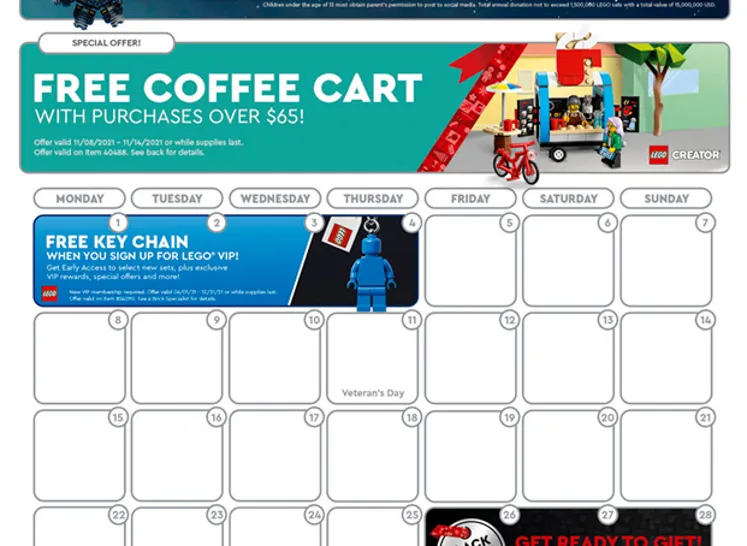 Children under the age of 13 must obtain parent's permission to post to social media. Total annual donation not to exceed 1,500,000 LEGO sets with a total value of 15,000,000 USD.
SPECIAL OFFER!
FREE COFFEE CART
WITH PURCHASES OVER $65!
Offer valid 11/08/2021 – 11/14/2021 or while supplies last.
Offer valid on Item 40488. See back for details.
LEGO CREATOR
MONDAY TUESDAY WEDNESDAY THURSDAY FRIDAY SATURDAY SUNDAY
1 2 3 4 5 6 7
FREE KEY CHAIN
WHEN YOU SIGN UP FOR LEGO® VIP!
Get Early Access to select new sets, plus exclusive
VIP rewards, special offers and more!
LEGO
New VIP membership required. Offer valid
or while supplies last.
Offer valid on Item
See a Brick Specialist for details.
LEGO
8 9 10 11 12 13 14
Veteran's Day
15 16 17 18 19 20 21
22 23 24 25 26 27 28
GET READY TO GIFT!